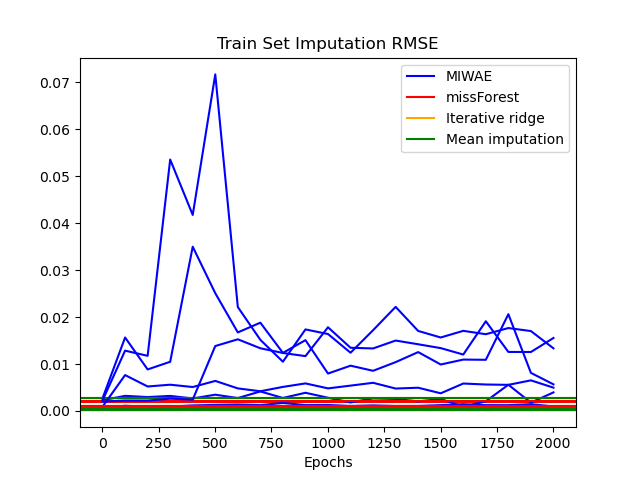 Train Set Imputation RMSE
MIWAE
missForest
Iterative ridge
Mean imputation
0.07
0.06
0.05
0.04
0.03
0.02
0.01
0.00
0 250 500 750 1000 1250 1500 1750 2000
Epochs